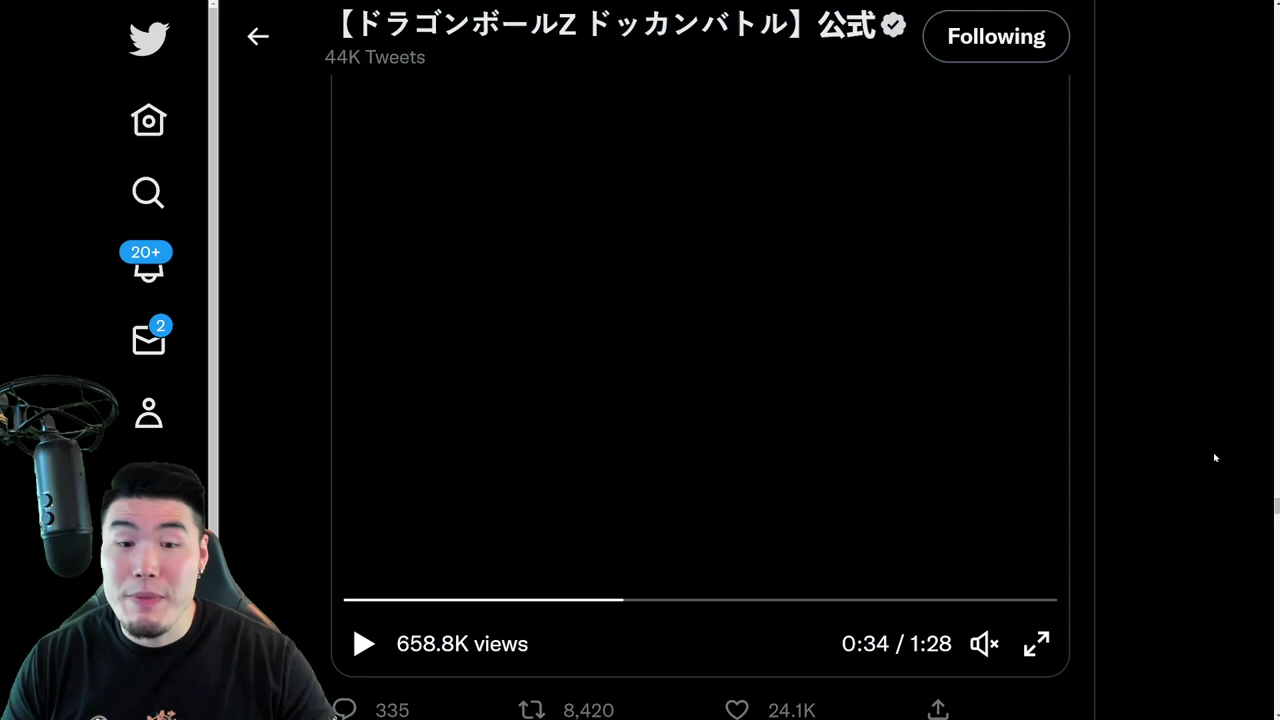 【ドラゴンボールZ ドッカンバトル】公式
44K Tweets
Following
20+
2
658.8K views
0:34 / 1:28
335
8,420
24.1K